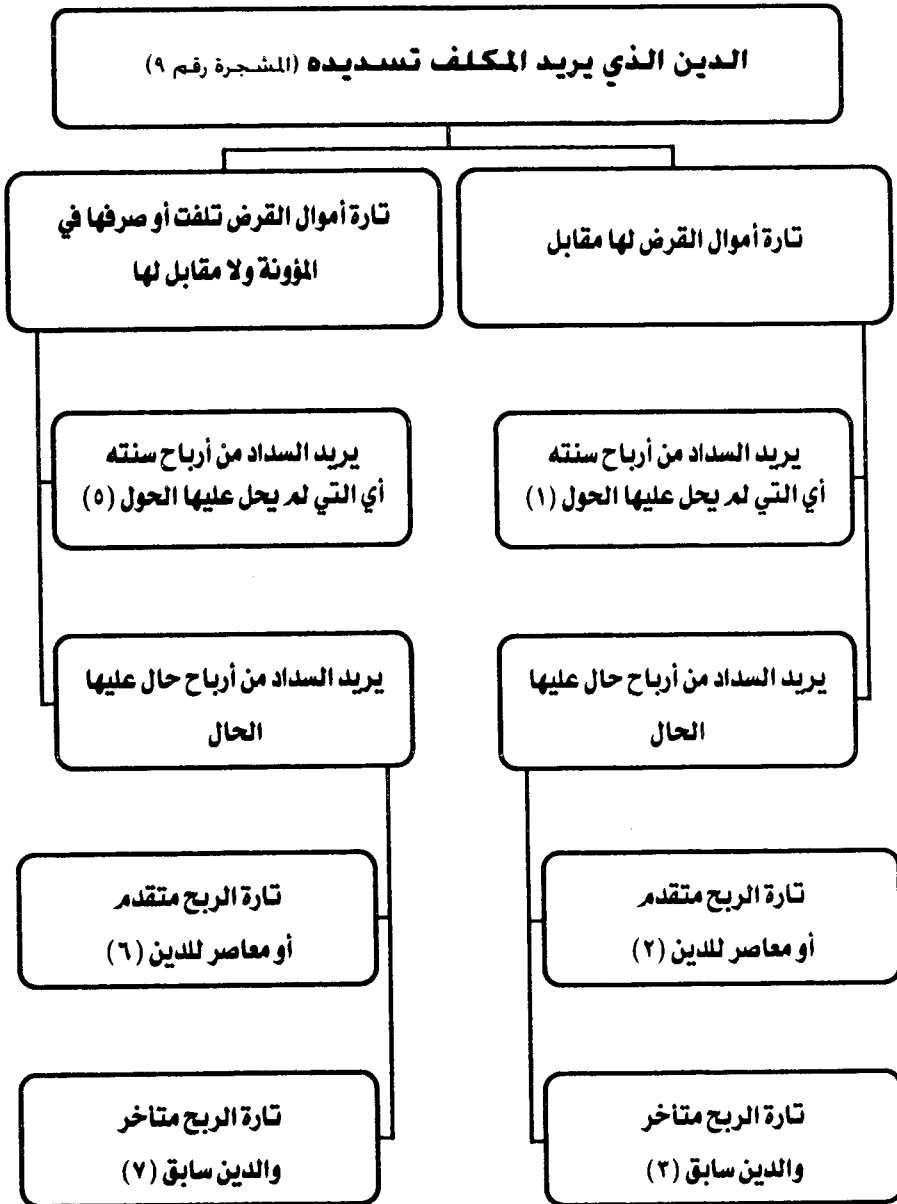 الدين الذي يريد المكلف تسديده (المشجرة رقم ٩)
تارة أموال القرض لها مقابل
تارة أموال القرض تلفت أو صرفها في
المؤونة ولا مقابل لها
يريد السداد من أرباح سنته
أي التي لم يحل عليها الحول (١)
يريد السداد من أرباح سنته
أي التي لم يحل عليها الحول (٥)
يريد السداد من أرباح حال عليها
الحال
يريد السداد من أرباح حال عليها
الحال
تارة الربح متقدم
أو معاصر للدين (٢)
تارة الربح متقدم
أو معاصر للدين (٦)
تارة الربح متاخر
والدين سابق (٣)
تارة الربح متاخر
والدين سابق (٧)